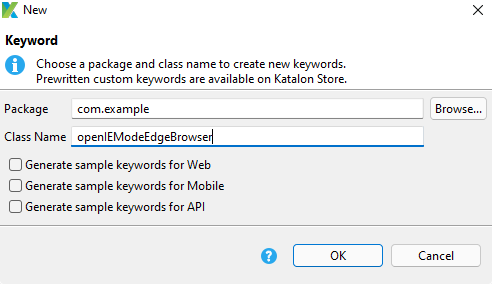 New
Keyword
Choose a package and class name to create new keywords.
Prewritten custom keywords are available on Katalon Store.
Package com.example Browse...
Class Name openIEModeEdgeBrowser
Generate sample keywords for Web
Generate sample keywords for Mobile
Generate sample keywords for API
? OK Cancel